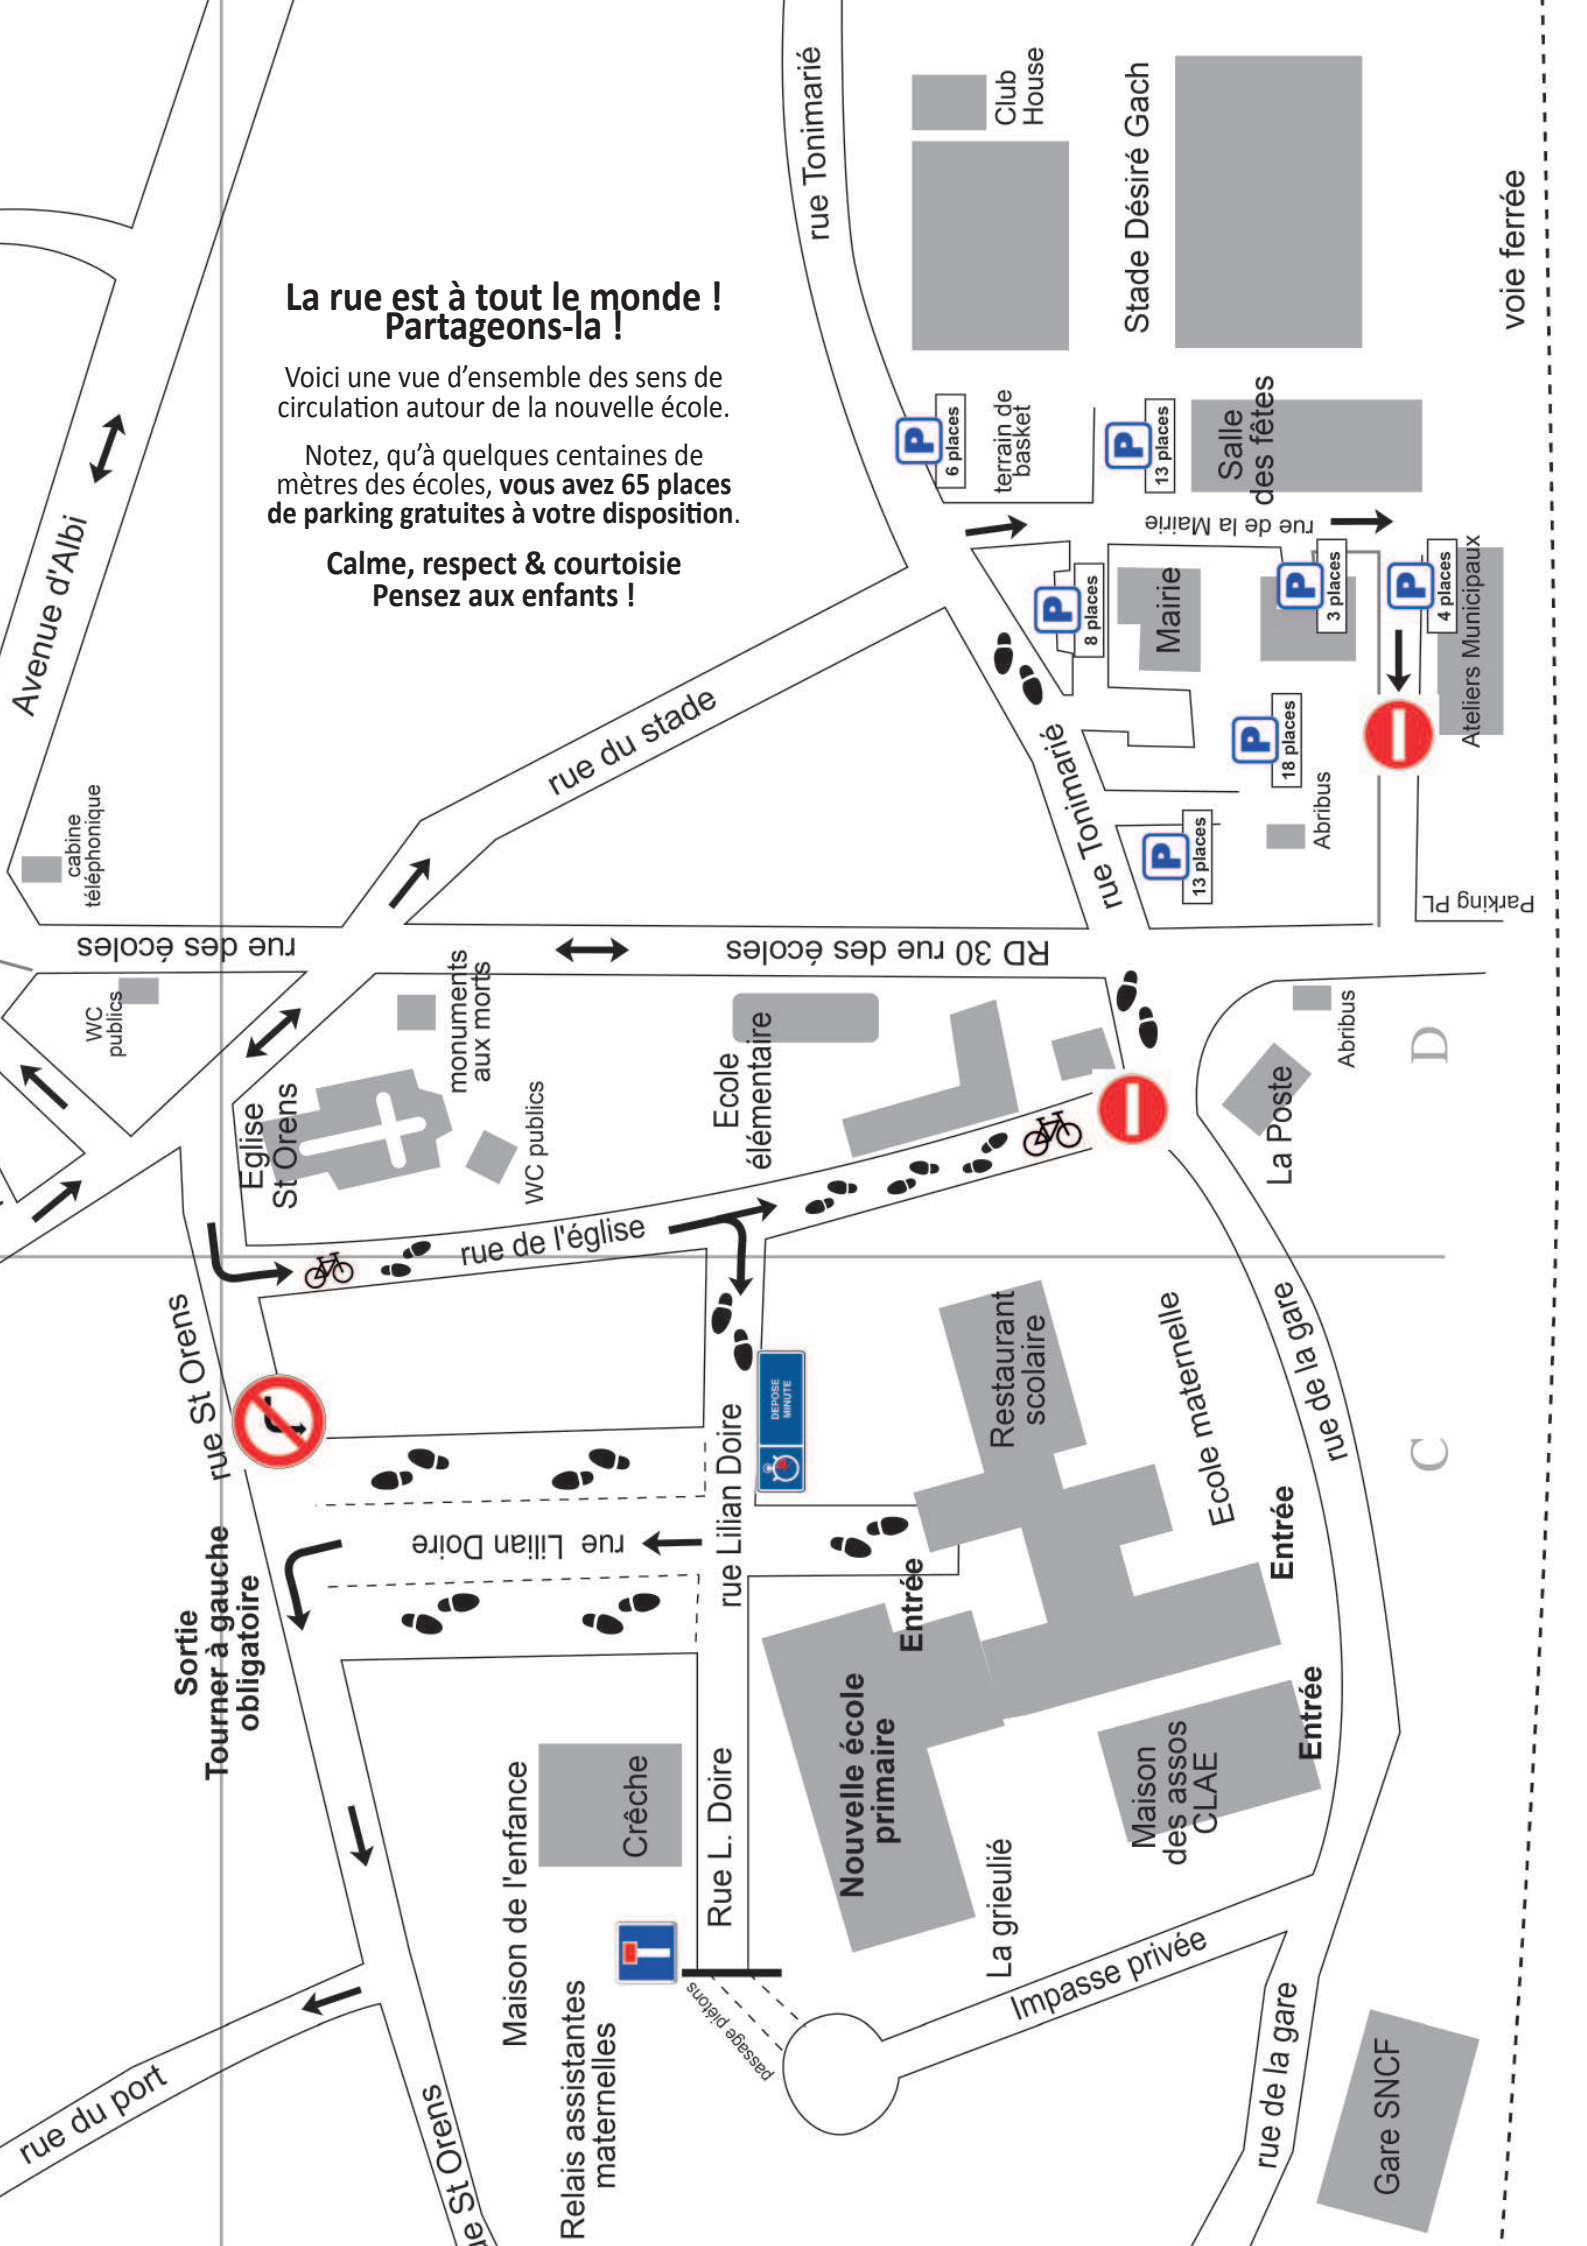 La rue est à tout le monde !
Partageons-la !
Voici une vue d'ensemble des sens de
circulation autour de la nouvelle école.
Notez, qu'à quelques centaines de
mètres des écoles, vous avez 65 places
de parking gratuites à votre disposition.
Calme, respect & courtoisie
Pensez aux enfants !
Avenue d'Albi
cabine
téléphonique
rue des écoles
WC
publics
rue du stade
rue Tonimarié
Club
House
Stade Désiré Gach
voie ferrée
P
6 places
terrain de
basket
P
13 places
Salle
des fêtes
rue de la Mairie
P
8 places
Mairie
P
3 places
P
4 places
Ateliers Municipaux
rue Tonimarié
P
18 places
P
13 places
Abribus
Parking PL
RD 30 rue des écoles
monuments
aux morts
Eglise
St Orens
WC publics
Ecole
élémentaire
La Poste
Abribus
D
rue de l'église
rue St Orens
rue St Orens
rue Lilian Doire
DEPOSE
MINUTE
rue Lilian Doire
Restaurant
scolaire
Ecole maternelle
rue de la gare
C
Sortie
Tourner à gauche
obligatoire
Entrée
Entrée
Entrée
Nouvelle école
primaire
Maison
des assos
CLAE
Maison de l'enfance
Crêche
Rue L. Doire
La grieulié
Relais assistantes
maternelles
passage piétons
Impasse privée
rue de la gare
Gare SNCF
rue du port
ue St Orens